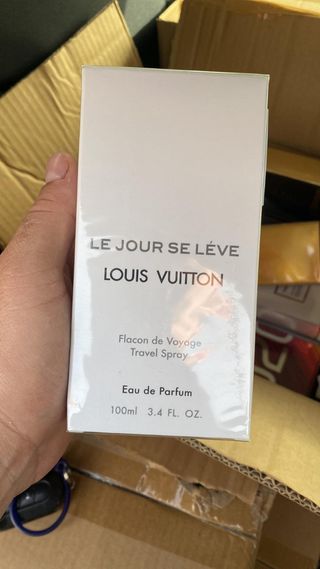 LE JOUR SE LÉVE
LOUIS VUITTON
Flacon de Voyage
Travel Spray
Eau de Parfum
100ml 3.4 FL. OZ.